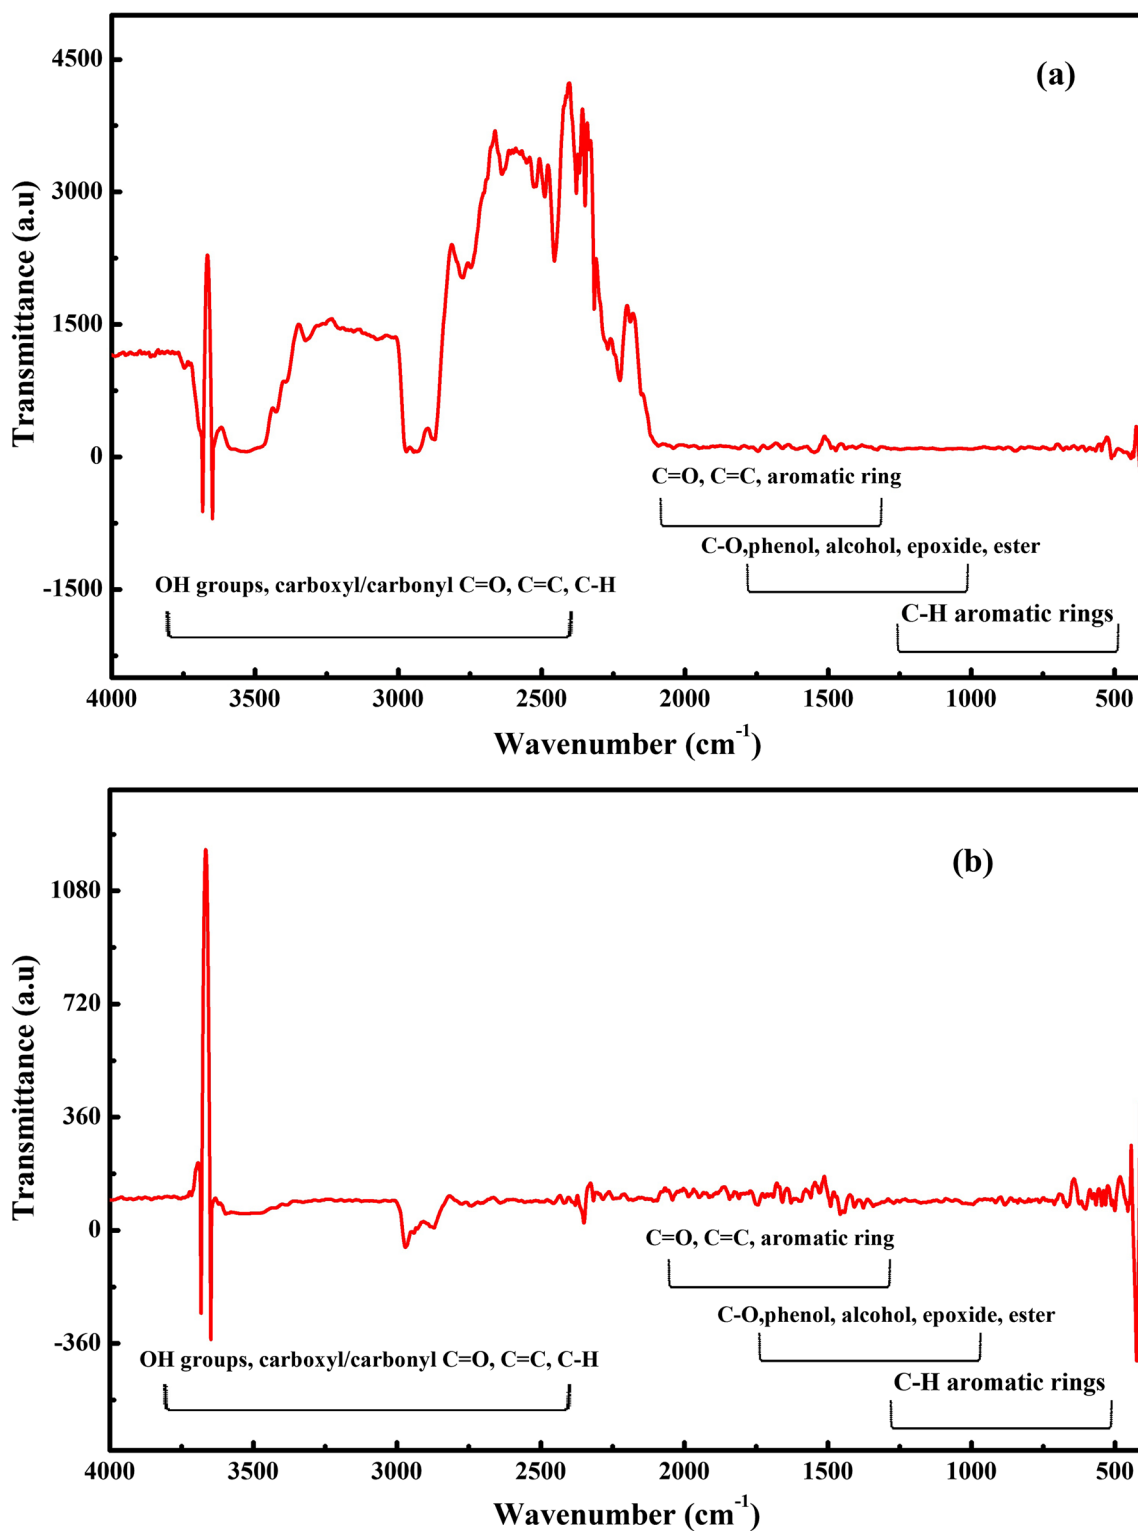 (a)
4500
3000
1500
0
-1500
Transmittance (a.u)
C=O, C=C, aromatic ring
C-O,phenol, alcohol, epoxide, ester
OH groups, carboxyl/carbonyl C=O, C=C, C-H
C-H aromatic rings
4000 3500 3000 2500 2000 1500 1000 500
Wavenumber (cm⁻¹)
(b)
1080
720
360
0
-360
Transmittance (a.u)
C=O, C=C, aromatic ring
C-O,phenol, alcohol, epoxide, ester
OH groups, carboxyl/carbonyl C=O, C=C, C-H
C-H aromatic rings
4000 3500 3000 2500 2000 1500 1000 500
Wavenumber (cm⁻¹)